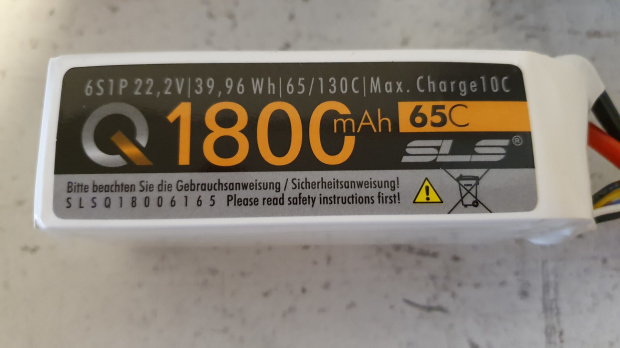 6S1P 22,2V|39,96 Wh|65/130C|Max. Charge10C
Q1800mAh 65C
SLS®
Bitte beachten Sie die Gebrauchsanweisung / Sicherheitsanweisung!
SLSQ18006165 Please read safety instructions first!